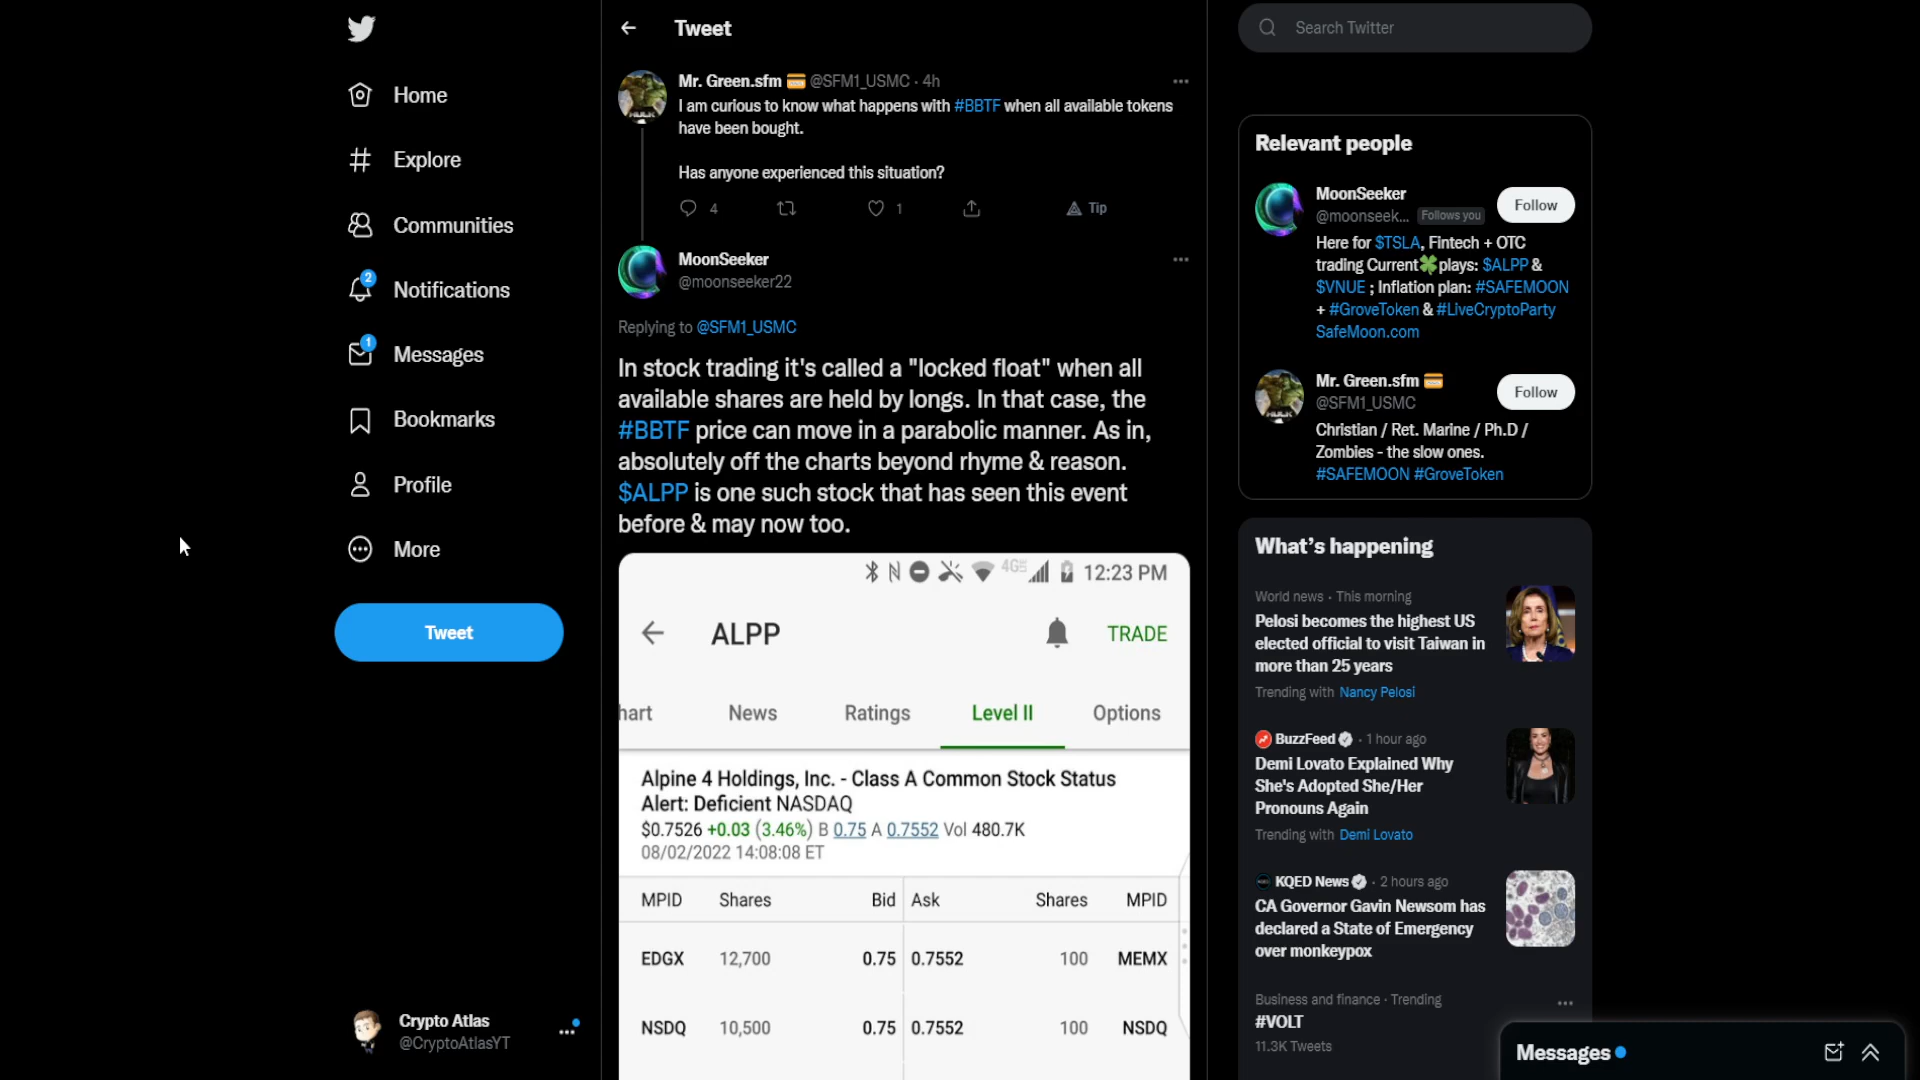 Home
Explore
Communities
2
Notifications
1
Messages
Bookmarks
Profile
More
Tweet
Crypto Atlas
@CryptoAtlasYT
Tweet
Mr. Green.sfm @SFM1_USMC · 4h
I am curious to know what happens with #BBTF when all available tokens
have been bought.
Has anyone experienced this situation?
4 1 Tip
MoonSeeker
@moonseeker22
Replying to @SFM1_USMC
In stock trading it's called a "locked float" when all
available shares are held by longs. In that case, the
#BBTF price can move in a parabolic manner. As in,
absolutely off the charts beyond rhyme & reason.
$ALPP is one such stock that has seen this event
before & may now too.
12:23 PM
ALPP TRADE
hart News Ratings Level II Options
Alpine 4 Holdings, Inc. - Class A Common Stock Status
Alert: Deficient NASDAQ
$0.7526 +0.03 (3.46%) B 0.75 A 0.7552 Vol 480.7K
08/02/2022 14:08:08 ET
MPID Shares Bid Ask Shares MPID
EDGX 12,700 0.75 0.7552 100 MEMX
NSDQ 10,500 0.75 0.7552 100 NSDQ
Search Twitter
Relevant people
MoonSeeker
@moonseek... Follows you
Follow
Here for $TSLA, Fintech + OTC
trading Current🍀plays: $ALPP &
$VNUE ; Inflation plan: #SAFEMOON
+ #GroveToken & #LiveCryptoParty
SafeMoon.com
Mr. Green.sfm
@SFM1_USMC
Follow
Christian / Ret. Marine / Ph.D /
Zombies - the slow ones.
#SAFEMOON #GroveToken
What's happening
World news · This morning
Pelosi becomes the highest US
elected official to visit Taiwan in
more than 25 years
Trending with Nancy Pelosi
BuzzFeed · 1 hour ago
Demi Lovato Explained Why
She's Adopted She/Her
Pronouns Again
Trending with Demi Lovato
KQED News · 2 hours ago
CA Governor Gavin Newsom has
declared a State of Emergency
over monkeypox
Business and finance · Trending
#VOLT
11.3K Tweets
Messages